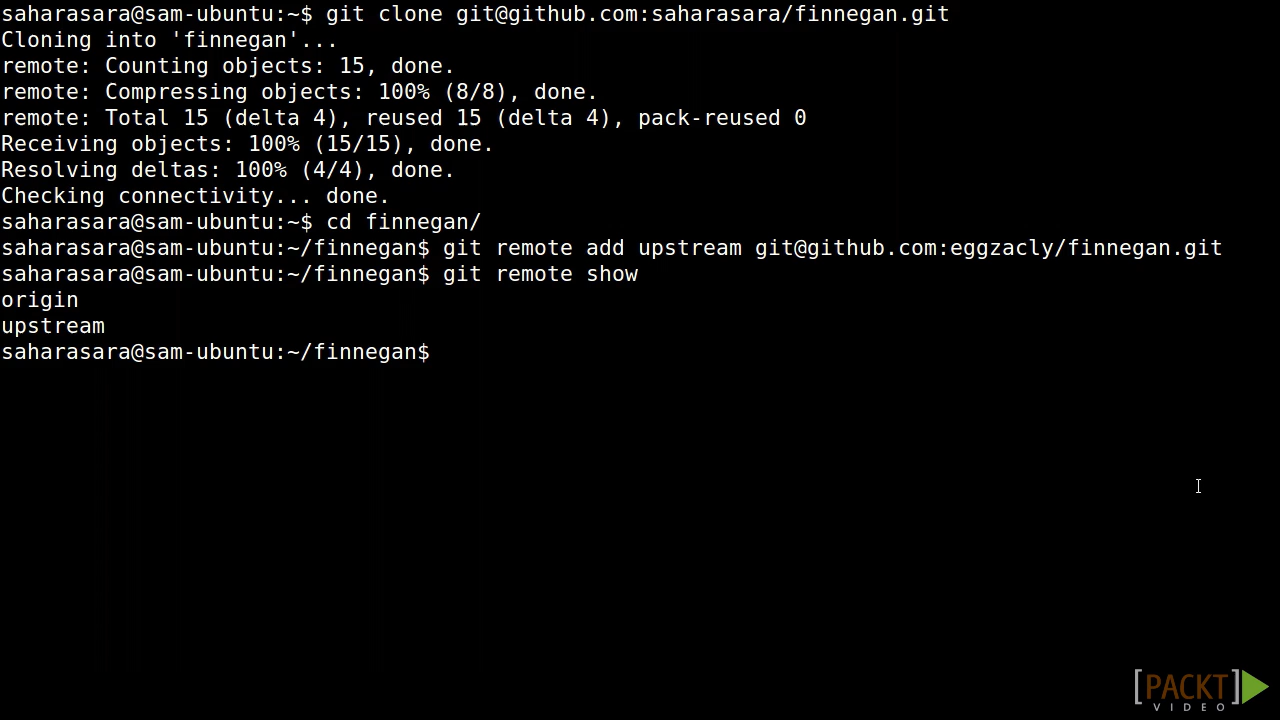 saharasara@sam-ubuntu:~$ git clone git@github.com:saharasara/finnegan.git
Cloning into 'finnegan'...
remote: Counting objects: 15, done.
remote: Compressing objects: 100% (8/8), done.
remote: Total 15 (delta 4), reused 15 (delta 4), pack-reused 0
Receiving objects: 100% (15/15), done.
Resolving deltas: 100% (4/4), done.
Checking connectivity... done.
saharasara@sam-ubuntu:~$ cd finnegan/
saharasara@sam-ubuntu:~/finnegan$ git remote add upstream git@github.com:eggzacly/finnegan.git
saharasara@sam-ubuntu:~/finnegan$ git remote show
origin
upstream
saharasara@sam-ubuntu:~/finnegan$
[PACKT]
VIDEO